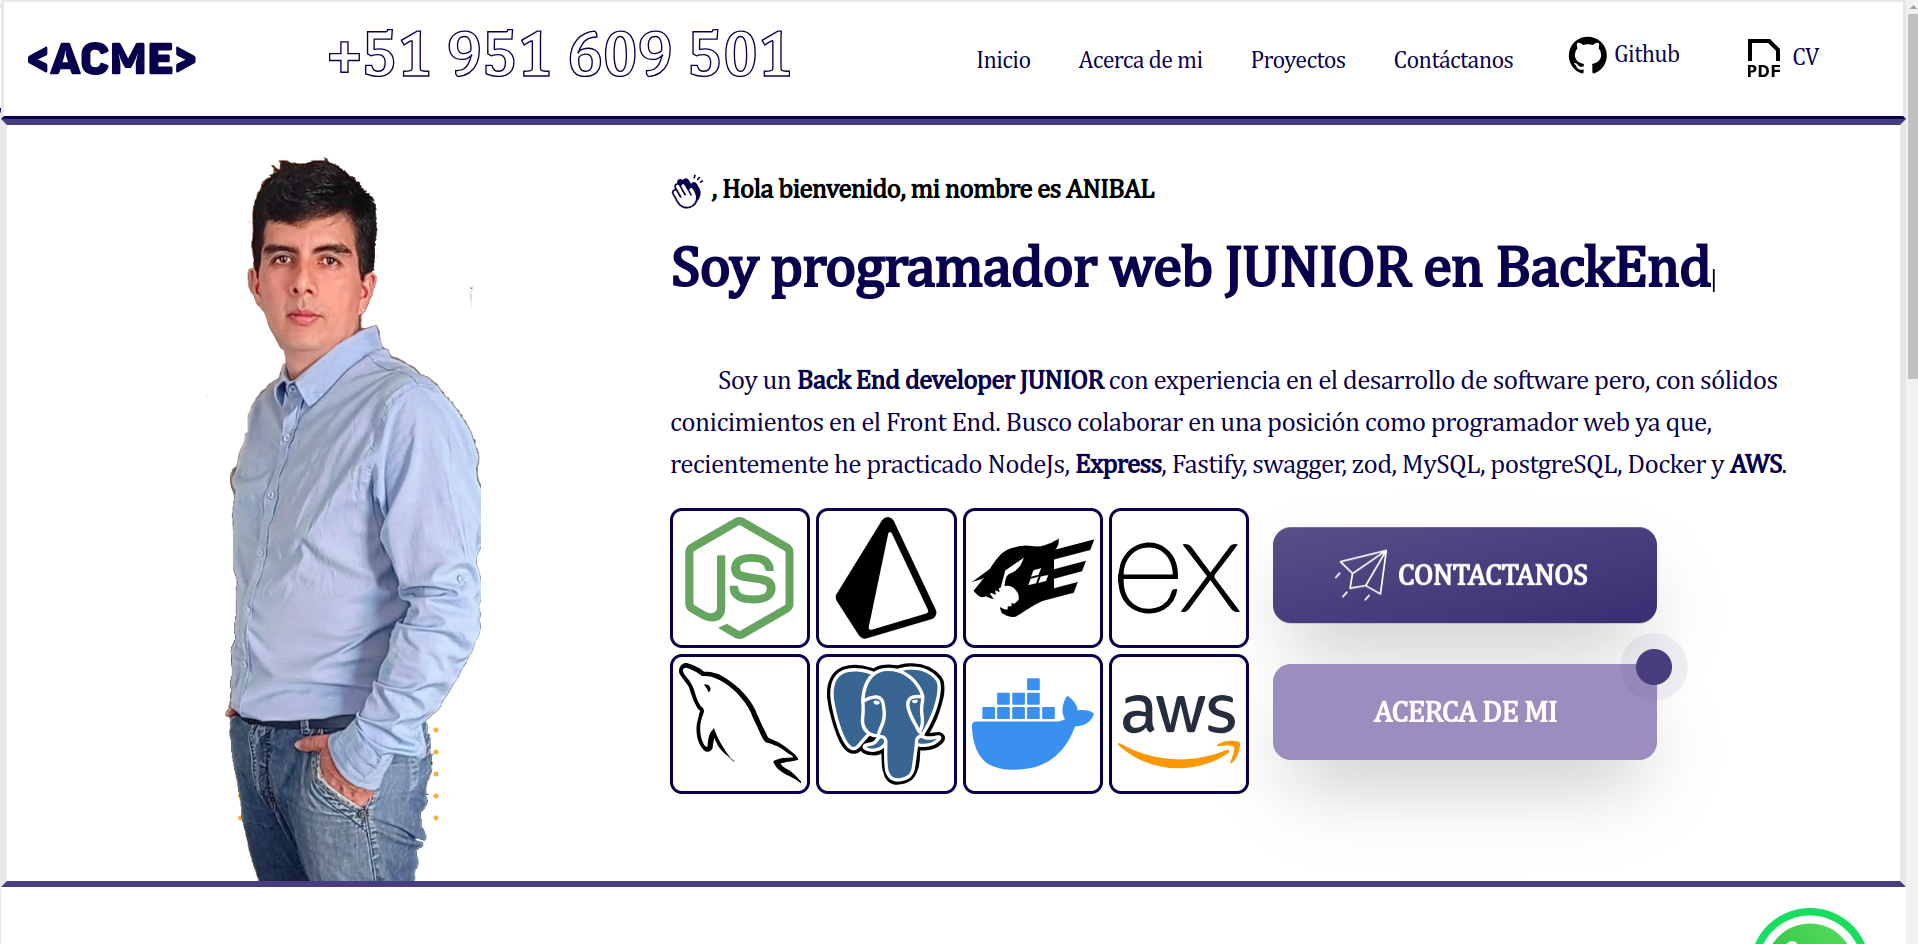 <ACME>
+51 951 609 501
Inicio
Acerca de mi
Proyectos
Contáctanos
Github
PDF
CV
, Hola bienvenido, mi nombre es ANIBAL
Soy programador web JUNIOR en BackEnd|
Soy un Back End developer JUNIOR con experiencia en el desarrollo de software pero, con sólidos
conicimientos en el Front End. Busco colaborar en una posición como programador web ya que,
recientemente he practicado NodeJs, Express, Fastify, swagger, zod, MySQL, postgreSQL, Docker y AWS.
JS
ex
CONTACTANOS
aws
ACERCA DE MI